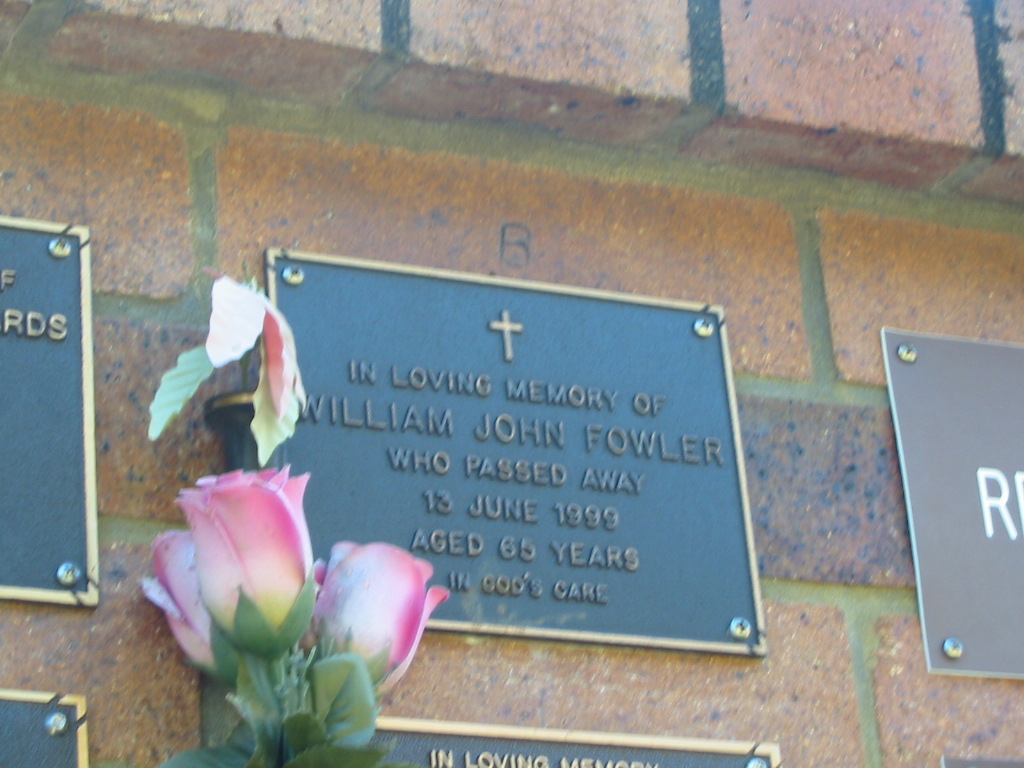 B
F
RDS
IN LOVING MEMORY OF
WILLIAM JOHN FOWLER
WHO PASSED AWAY
13 JUNE 1999
AGED 65 YEARS
IN GOD'S CARE
IN LOVING MEMORY